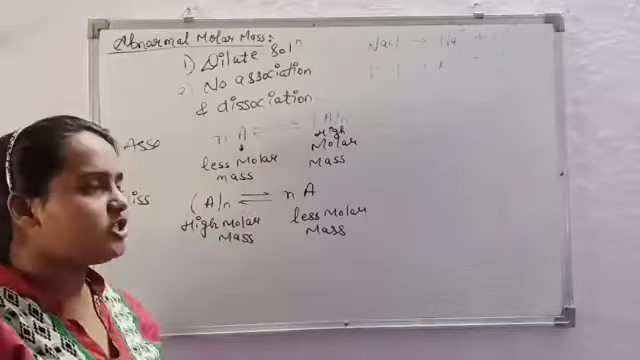 Abnormal Molar Mass:
1) Dilute Solⁿ
2) No association
& dissociation
NaCl → Na⁺ +
Asso
n A (A)n
less Molar mass
High Molar Mass
iss
(A)n ⇌ n A
High Molar Mass
less Molar Mass